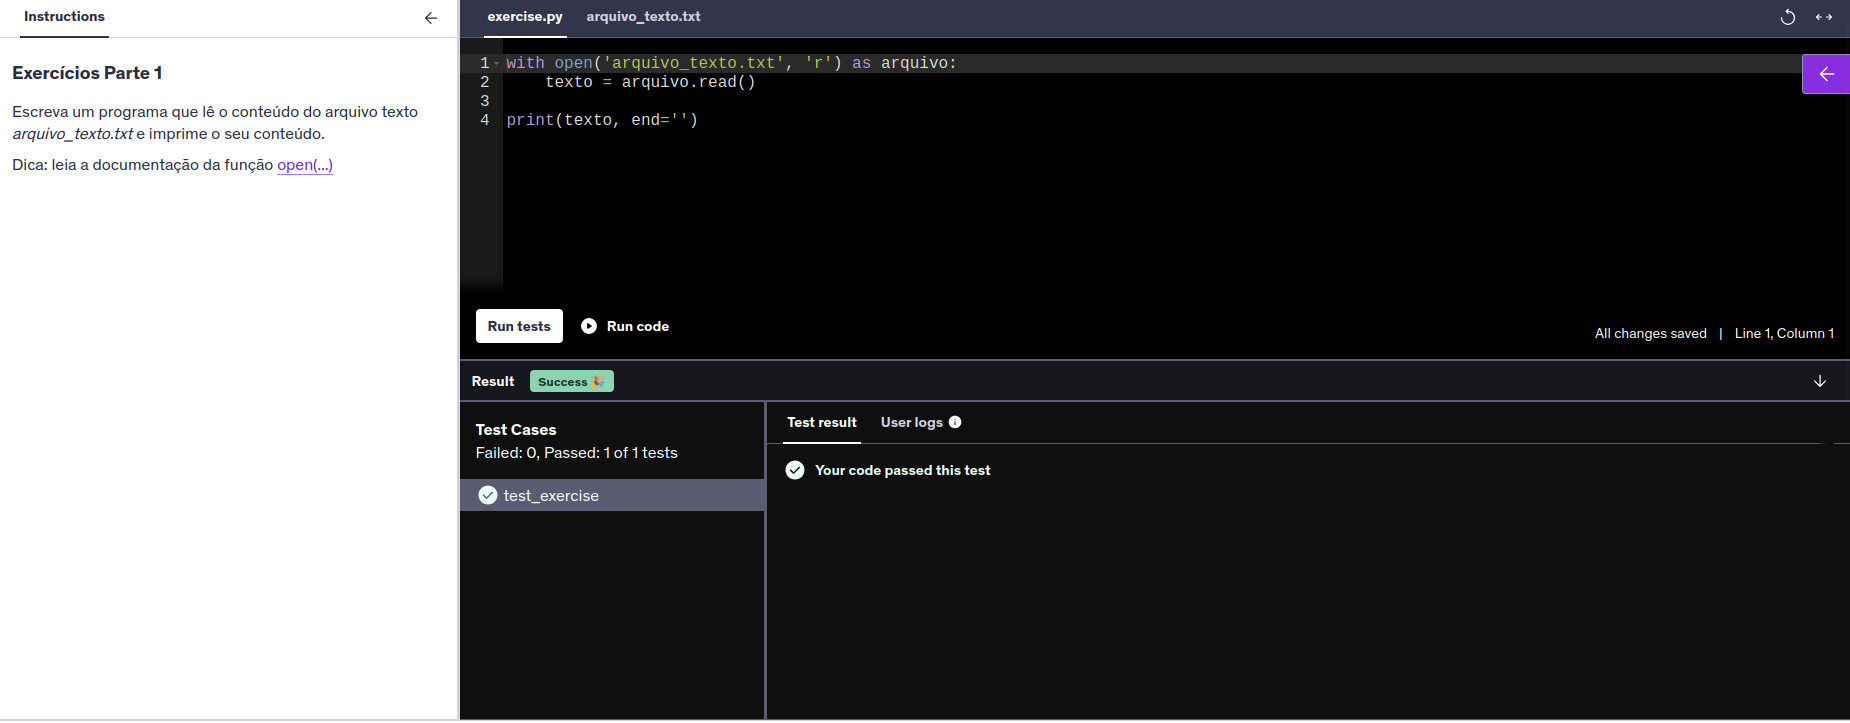 Instructions
Exercícios Parte 1
Escreva um programa que lê o conteúdo do arquivo texto
arquivo_texto.txt e imprime o seu conteúdo.
Dica: leia a documentação da função open(...)
exercise.py arquivo_texto.txt
1 with open('arquivo_texto.txt', 'r') as arquivo:
2     texto = arquivo.read()
3
4 print(texto, end='')
Run tests Run code
All changes saved | Line 1, Column 1
Result Success 🎉
Test Cases
Failed: 0, Passed: 1 of 1 tests
test_exercise
Test result User logs
Your code passed this test